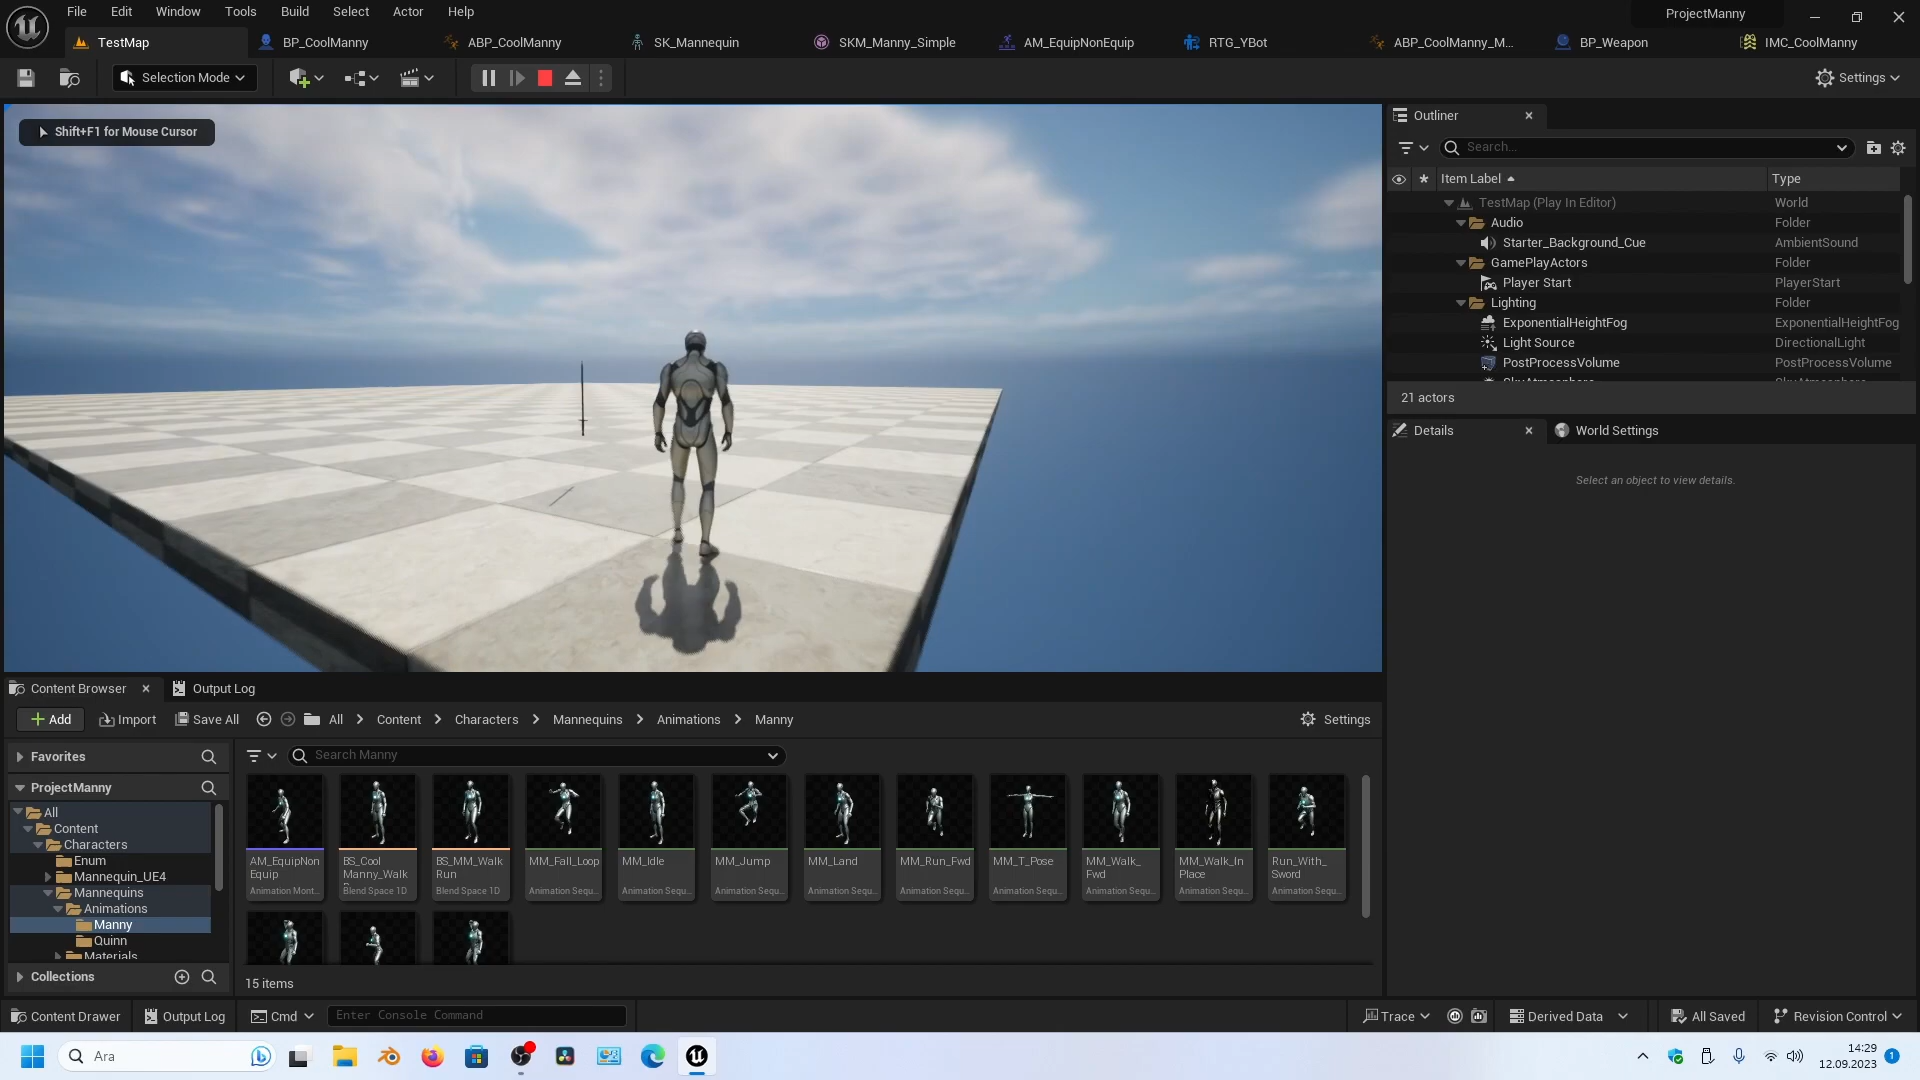 File Edit Window Tools Build Select Actor Help
ProjectManny
TestMap
BP_CoolManny
ABP_CoolManny
SK_Mannequin
SKM_Manny_Simple
AM_EquipNonEquip
RTG_YBot
ABP_CoolManny_M...
BP_Weapon
IMC_CoolManny
Selection Mode
Settings
Shift+F1 for Mouse Cursor
Outliner
Search...
Item Label Type
TestMap (Play In Editor) World
Audio Folder
Starter_Background_Cue AmbientSound
GamePlayActors Folder
Player Start PlayerStart
Lighting Folder
ExponentialHeightFog ExponentialHeightFog
Light Source DirectionalLight
PostProcessVolume PostProcessVolume
21 actors
Details World Settings
Select an object to view details.
Content Browser Output Log
Add Import Save All All Content Characters Mannequins Animations Manny Settings
Favorites
Search Manny
ProjectManny
All
Content
Characters
Enum
Mannequin_UE4
Mannequins
Animations
Manny
Quinn
Materials
Collections
AM_EquipNon
Equip
Animation Mont...
BS_Cool
Manny_Walk
Blend Space 1D
BS_MM_Walk
Run
Blend Space 1D
MM_Fall_Loop
Animation Sequ...
MM_Idle
Animation Sequ...
MM_Jump
Animation Sequ...
MM_Land
Animation Sequ...
MM_Run_Fwd
Animation Sequ...
MM_T_Pose
Animation Sequ...
MM_Walk_
Fwd
Animation Sequ...
MM_Walk_In
Place
Animation Sequ...
Run_With_
Sword
Animation Sequ...
15 items
Content Drawer Output Log Cmd Enter Console Command Trace Derived Data All Saved Revision Control
Ara
14:29
12.09.2023
1